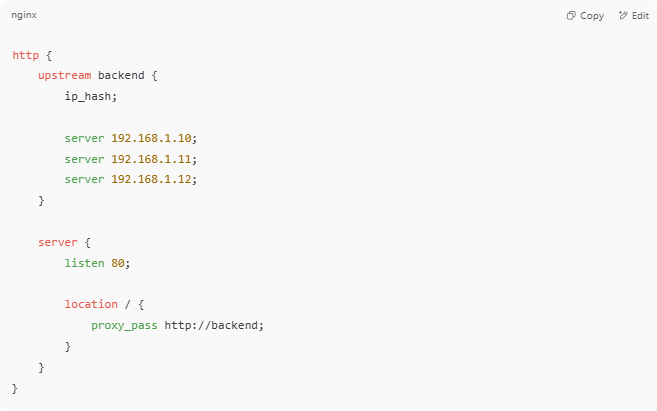 nginx
Copy
Edit
http {
    upstream backend {
        ip_hash;

        server 192.168.1.10;
        server 192.168.1.11;
        server 192.168.1.12;
    }

    server {
        listen 80;

        location / {
            proxy_pass http://backend;
        }
    }
}